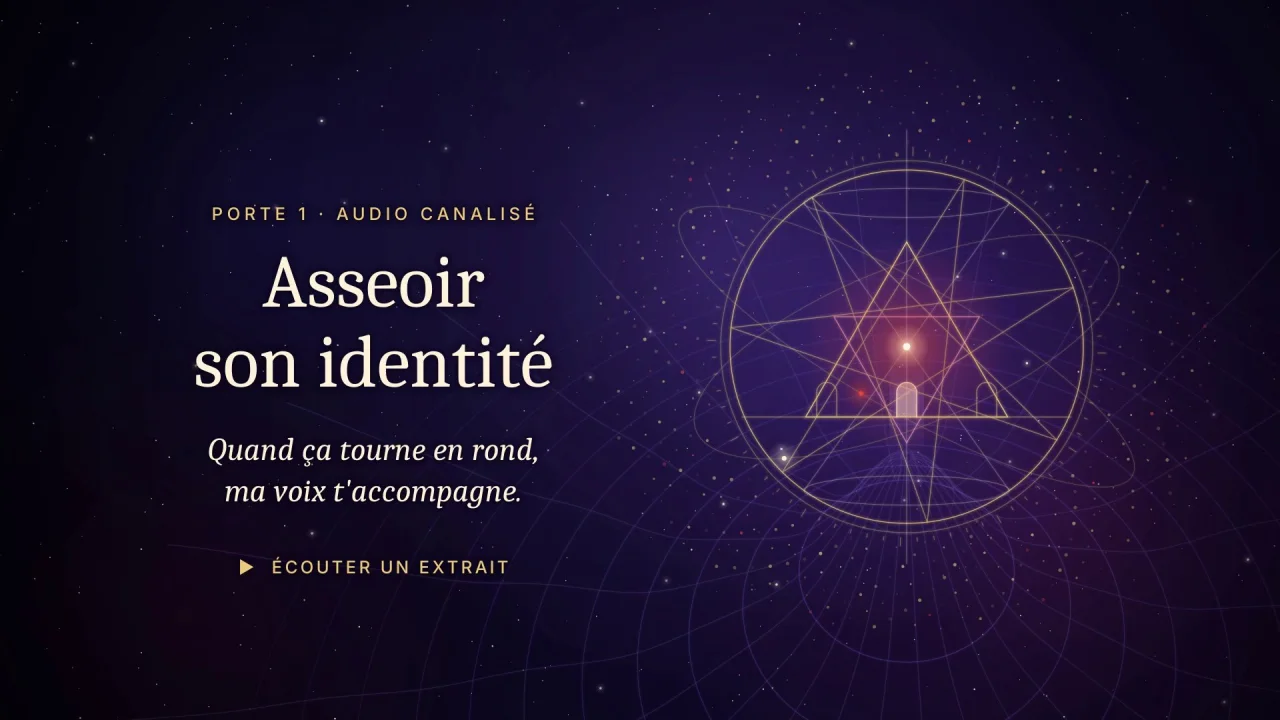 PORTE 1 · AUDIO CANALISÉ
Asseoir
son identité
Quand ça tourne en rond,
ma voix t'accompagne.
ÉCOUTER UN EXTRAIT